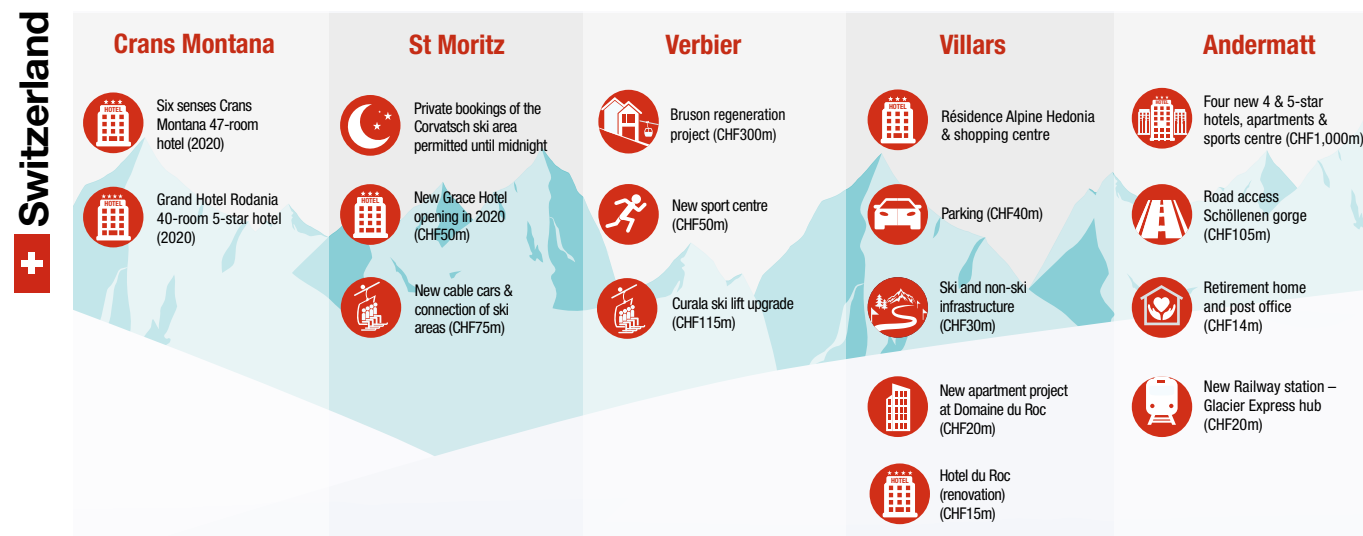 Switzerland
Crans Montana
HOTEL
Six senses Crans
Montana 47-room
hotel (2020)
HOTEL
Grand Hotel Rodania
40-room 5-star hotel
(2020)
St Moritz
Private bookings of the
Corvatsch ski area
permitted until midnight
HOTEL
New Grace Hotel
opening in 2020
(CHF50m)
New cable cars &
connection of ski
areas (CHF75m)
Verbier
Bruson regeneration
project (CHF300m)
New sport centre
(CHF50m)
Curala ski lift upgrade
(CHF115m)
Villars
HOTEL
Résidence Alpine Hedonia
& shopping centre
Parking (CHF40m)
Ski and non-ski
infrastructure
(CHF30m)
New apartment project
at Domaine du Roc
(CHF20m)
HOTEL
Hotel du Roc
(renovation)
(CHF15m)
Andermatt
HOTEL
Four new 4 & 5-star
hotels, apartments &
sports centre (CHF1,000m)
Road access
Schöllenen gorge
(CHF105m)
Retirement home
and post office
(CHF14m)
New Railway station –
Glacier Express hub
(CHF20m)